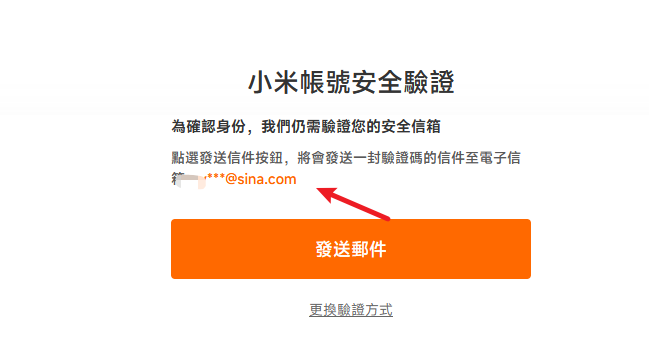 小米帳號安全驗證
為確認身份，我們仍需驗證您的安全信箱
點選發送信件按鈕，將會發送一封驗證碼的信件至電子信
箱 y***@sina.com
發送郵件
更換驗證方式